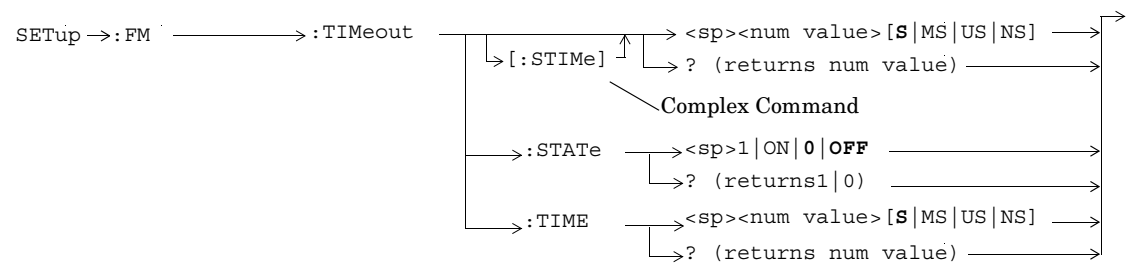 SETup :FM :TIMeout <sp><num value>[S|MS|US|NS]
[:STIMe] ? (returns num value)
Complex Command
:STATe <sp>1|ON|0|OFF
? (returns1|0)
:TIME <sp><num value>[S|MS|US|NS]
? (returns num value)